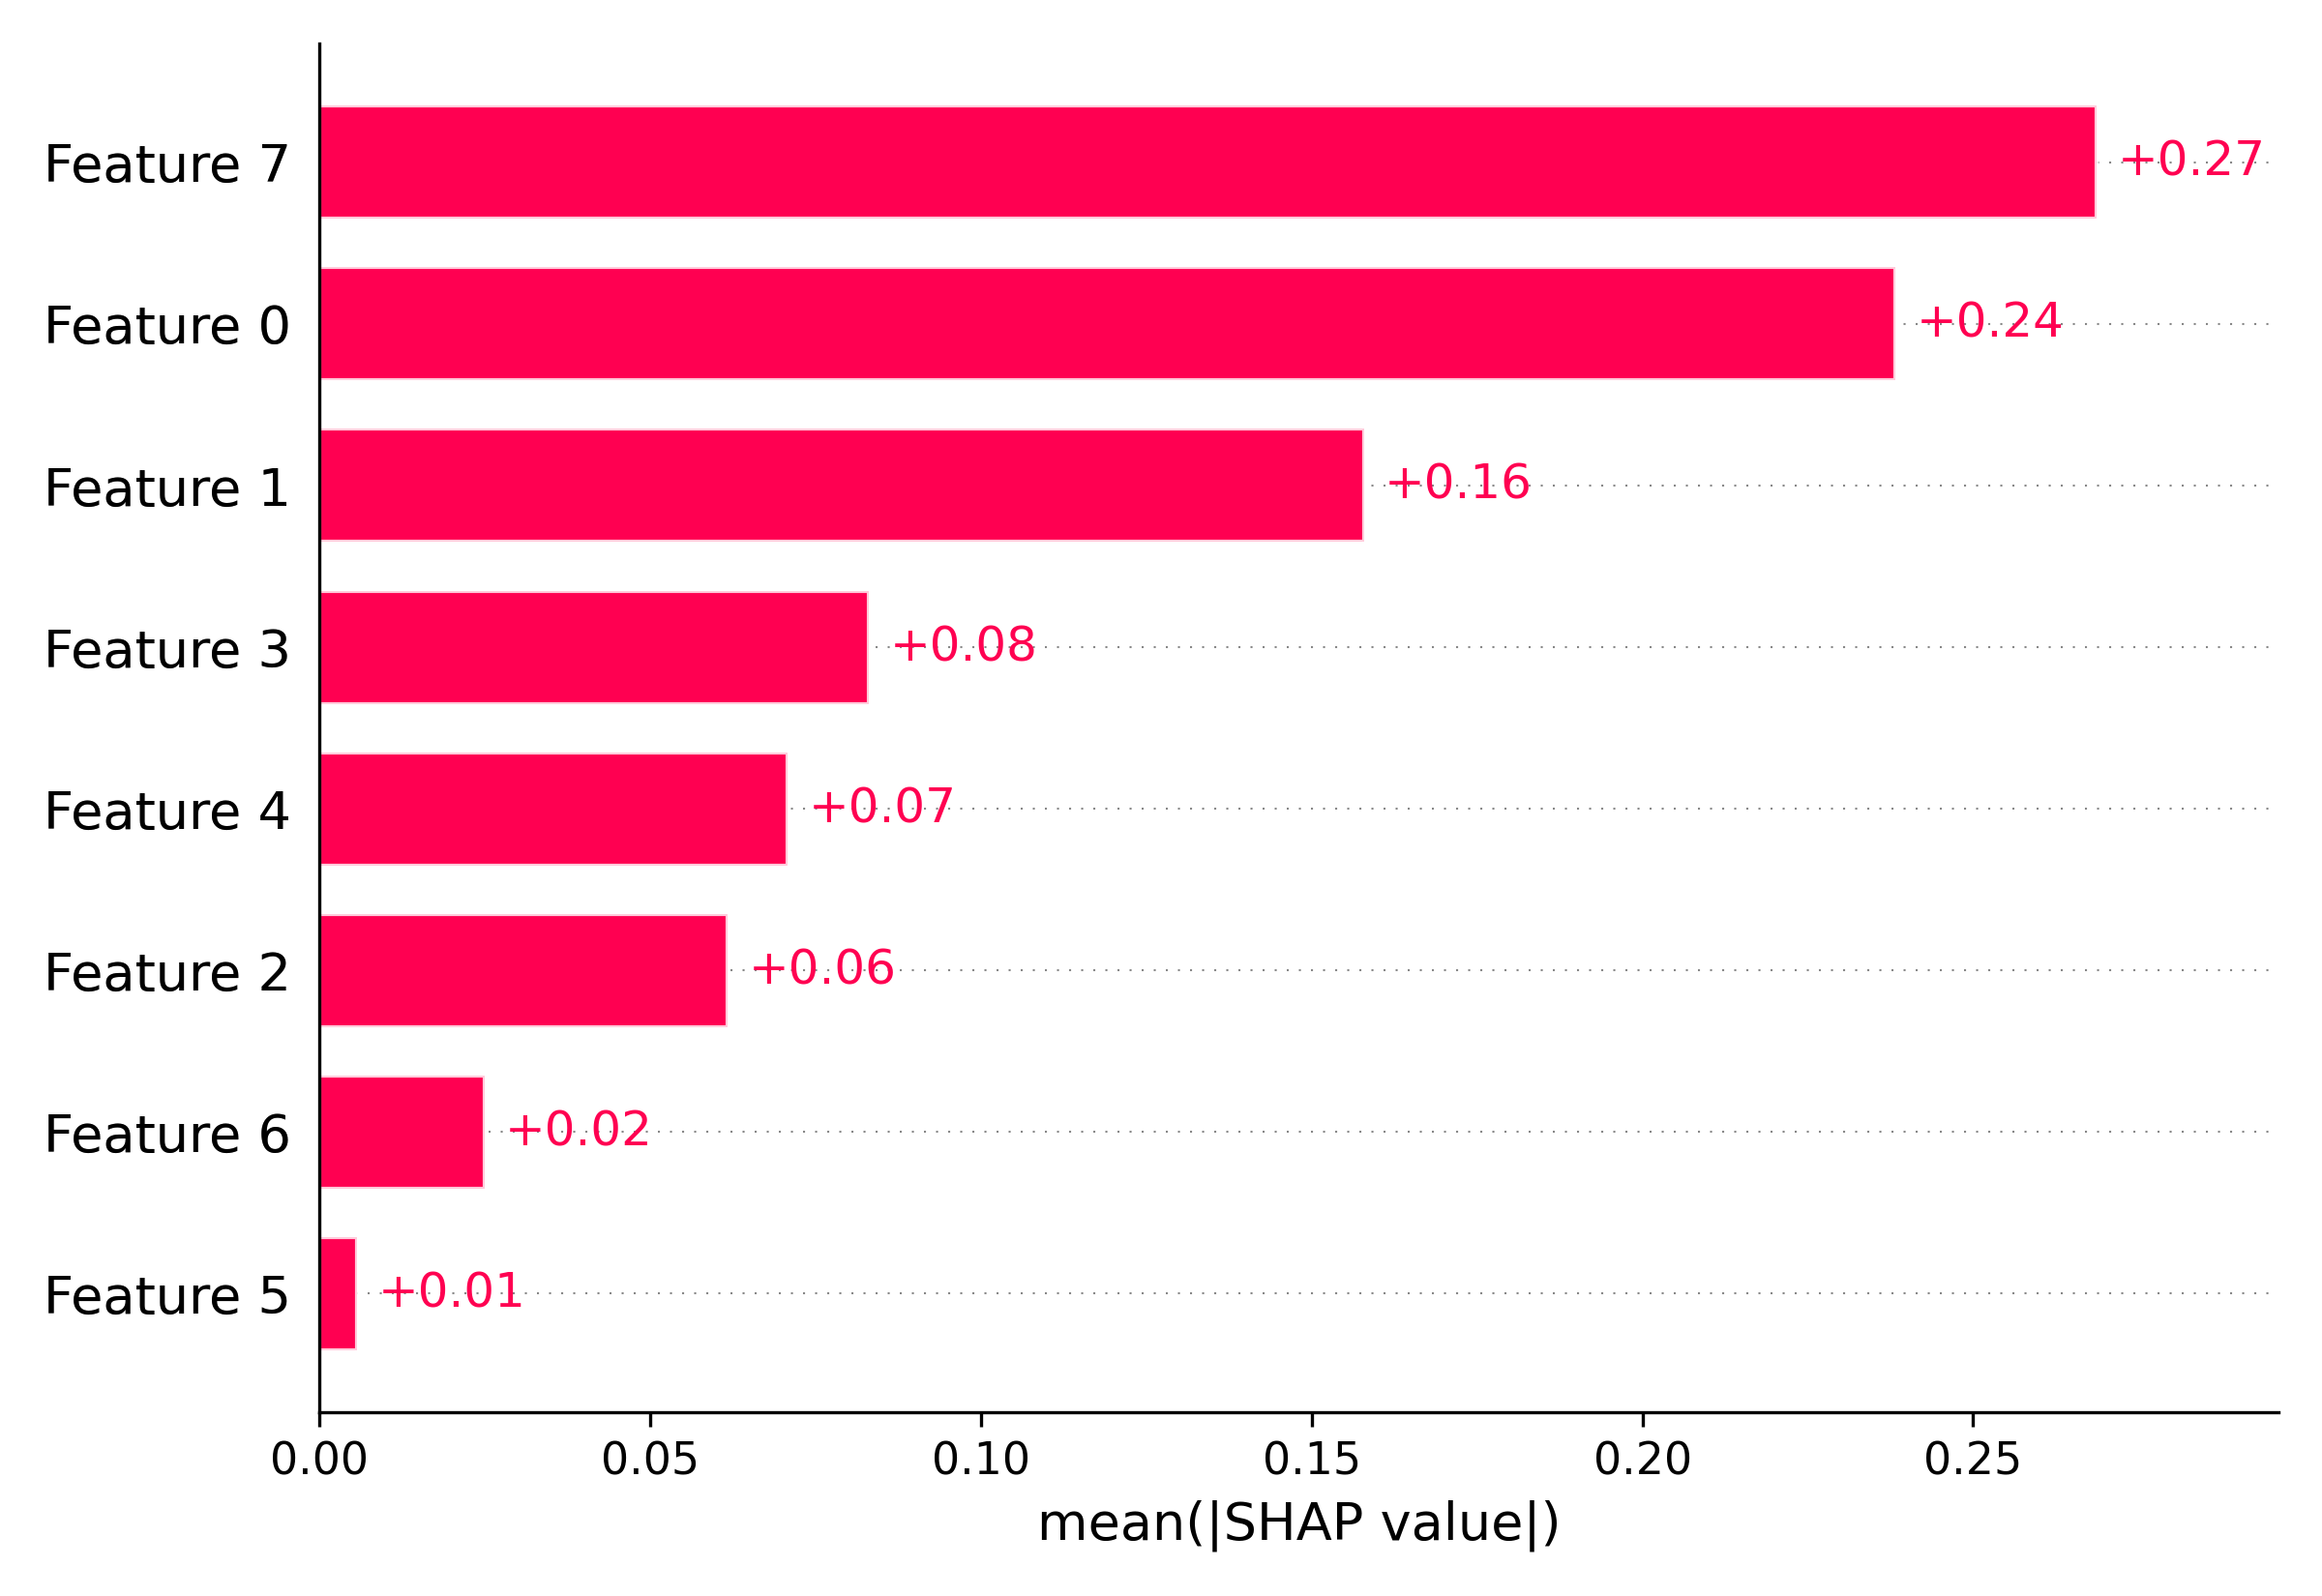 Feature 7 +0.27
Feature 0 +0.24
Feature 1 +0.16
Feature 3 +0.08
Feature 4 +0.07
Feature 2 +0.06
Feature 6 +0.02
Feature 5 +0.01
0.00 0.05 0.10 0.15 0.20 0.25
mean(|SHAP value|)